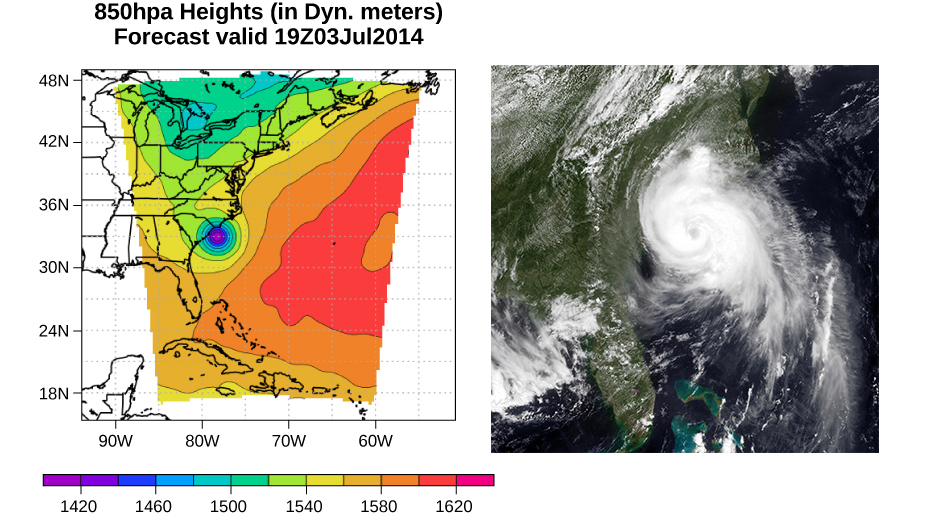 850hpa Heights (in Dyn. meters)
Forecast valid 19Z03Jul2014
48N
42N
36N
30N
24N
18N
90W 80W 70W 60W
1420 1460 1500 1540 1580 1620